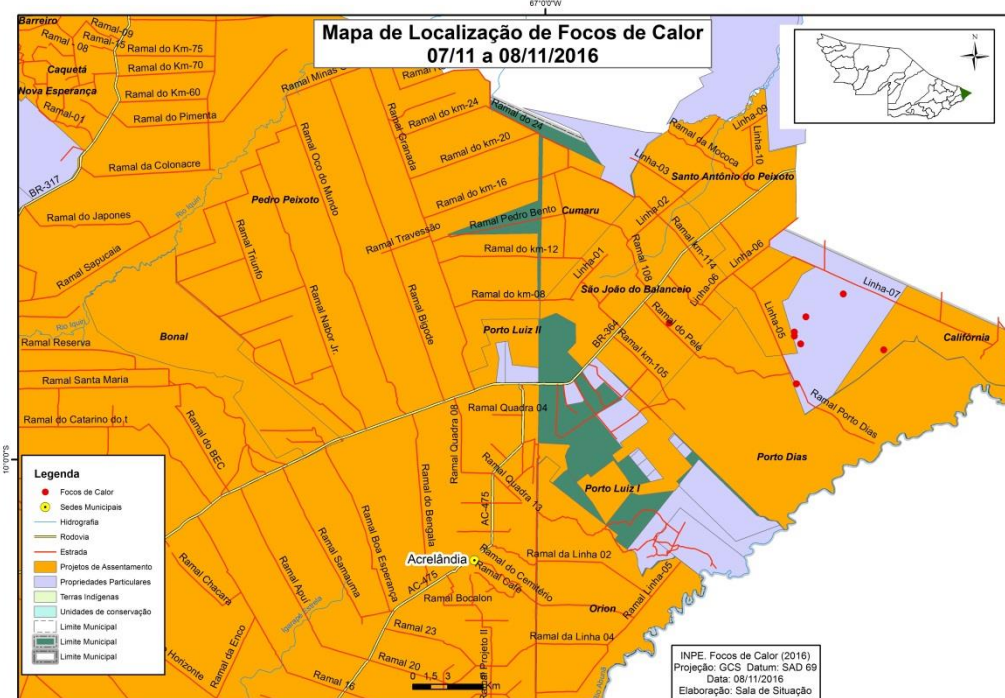 67°0'0"W
Mapa de Localização de Focos de Calor
07/11 a 08/11/2016
N
Barreiro
Ramal-09
Ramal-15
Ramal - 08
Ramal do Km-75
Caquetá
Ramal do Km-70
Nova Esperança
Ramal do Km-60
Ramal-01
Ramal do Pimenta
Ramal da Colonacre
BR-317
Ramal do Japones
Rio Iquiri
Ramal Sapucaia
Rio Iquiri
Ramal Reserva
Bonal
Ramal Santa Maria
Ramal do Catarino do t
Ramal do BEC
Pedro Peixoto
Ramal Oco do Mundo
Ramal Triunfo
Ramal Nabor Jr.
Ramal Minas
Ramal Granada
Ramal do km-24
Ramal do km-20
Ramal do km-16
Ramal Travessão
Ramal Pedro Bento
Ramal do km-12
Ramal do km-08
Ramal Bigode
Porto Luiz II
Ramal do 24
Cumaru
Linha-03
Ramal da Mococa
Linha-09
Linha-10
Santo Antônio do Peixoto
Linha-02
Ramal km-114
Linha-06
Linha-01
Ramal 108
São João do Balanceio
Linha-06
Linha-07
Linha-05
Califórnia
BR-364
Ramal do Pelé
Ramal km-105
Ramal Porto Dias
Porto Dias
Ramal Quadra 04
Ramal Quadra 08
Ramal Quadra 13
AC-475
Porto Luiz I
Ramal do Bengala
Ramal Boa Esperança
Ramal Samauma
Ramal Apuí
Ramal Chacara
Ramal da Enco
Horizonte
Igarapé
Acrelândia
AC-475
Ramal do Cemitério
Ramal Café
Ramal Bocalon
Ramal da Linha 02
Ramal Linha-05
Orion
Ramal da Linha 04
Ramal 23
Ramal 20
Ramal 16
Ramal Projeto II
Rio Abunã
10°0'0"S
Legenda
Focos de Calor
Sedes Municipais
Hidrografia
Rodovia
Estrada
Projetos de Assentamento
Propriedades Particulares
Terras Indígenas
Unidades de conservação
Limite Municipal
Limite Municipal
Limite Municipal
0 1,5 3
Km
INPE. Focos de Calor (2016)
Projeção: GCS Datum: SAD 69
Data: 08/11/2016
Elaboração: Sala de Situação